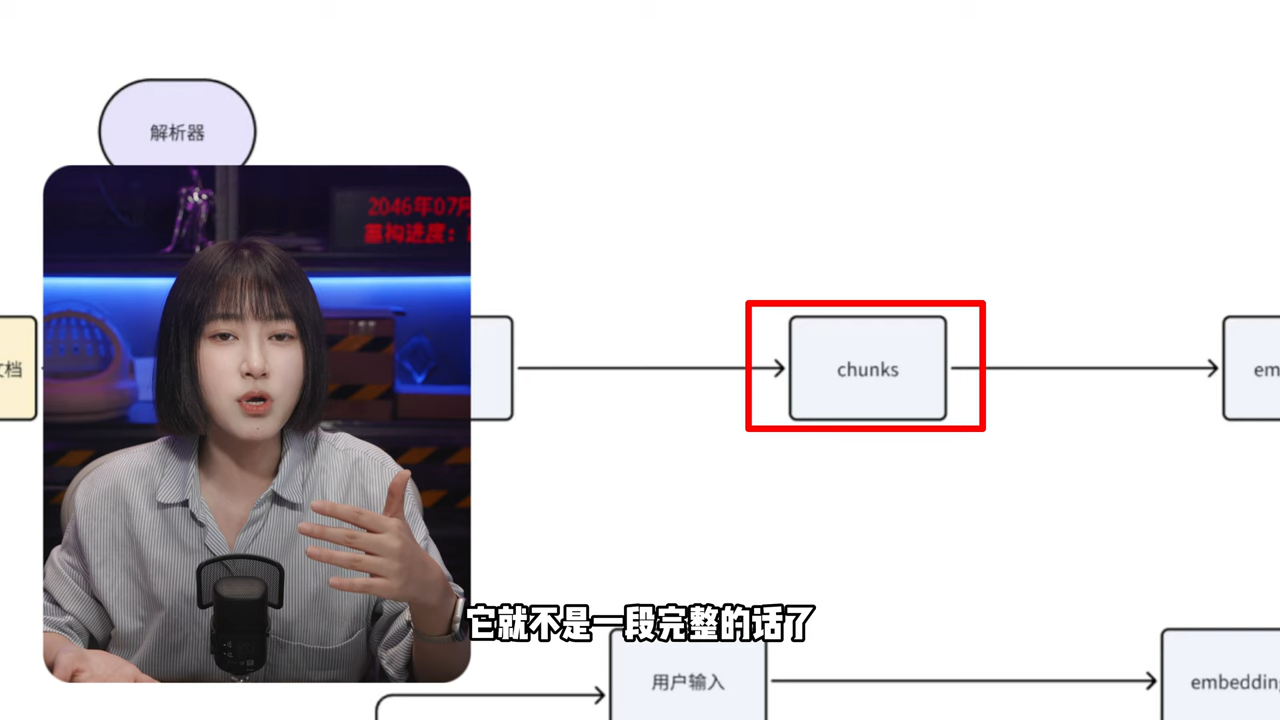 解析器
2046年07月
重构进度：
文档
chunks
em
它就不是一段完整的话了
用户输入
embedding